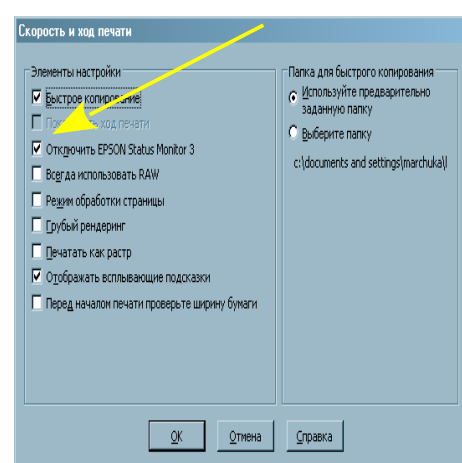 Скорость и ход печати
Элементы настройки
Быстрое копирование
Показывать ход печати
Отключить EPSON Status Monitor 3
Всегда использовать RAW
Режим обработки страницы
Грубый рендеринг
Печатать как растр
Отображать всплывающие подсказки
Перед началом печати проверьте ширину бумаги
Папка для быстрого копирования
Используйте предварительно
заданную папку
Выберите папку
c:\documents and settings\marchuka\l
OK
Отмена
Справка